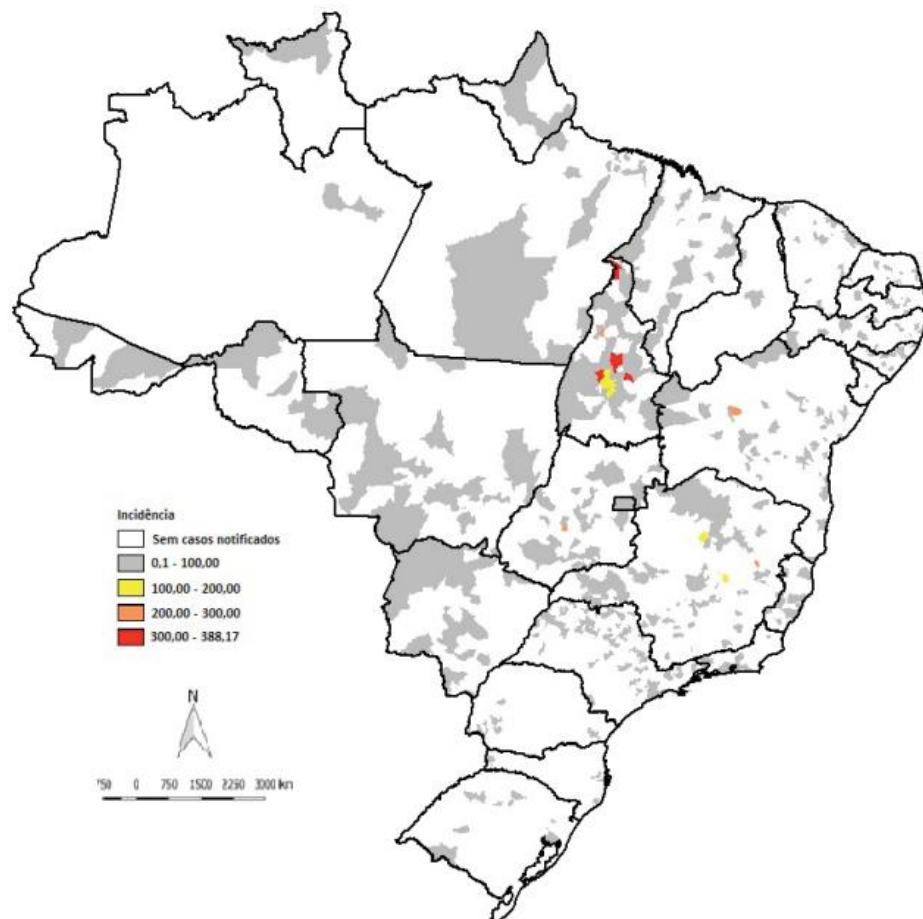 Incidência
Sem casos notificados
0,1 - 100,00
100,00 - 200,00
200,00 - 300,00
300,00 - 388,17
N
750 0 750 1500 2250 3000 km